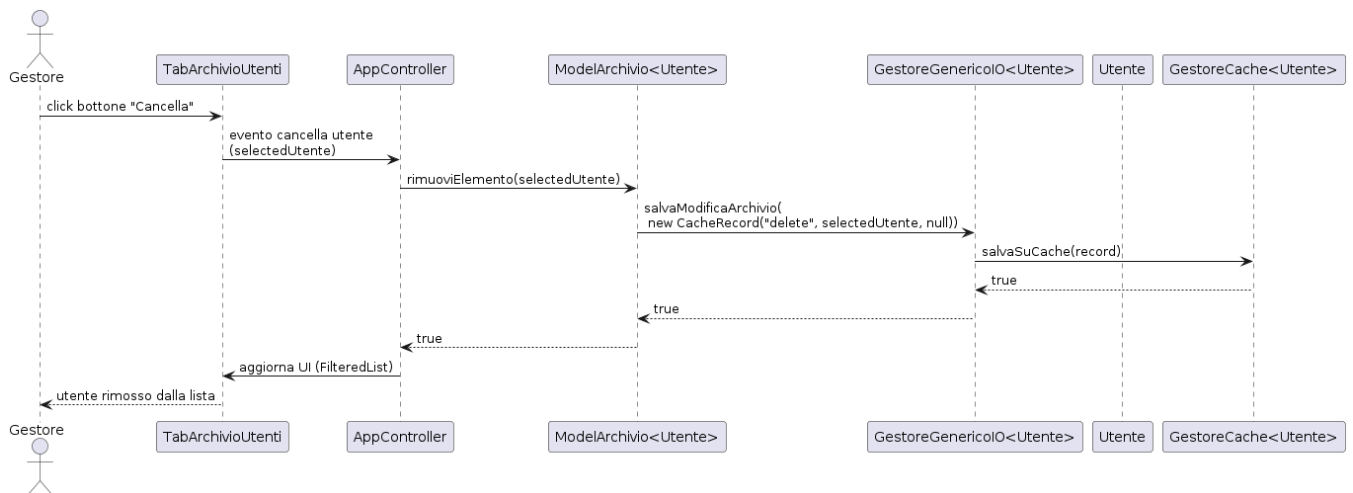 Gestore
TabArchivioUtenti
AppController
ModelArchivio<Utente>
GestoreGenericoIO<Utente>
Utente
GestoreCache<Utente>
click bottone "Cancella"
evento cancella utente
(selectedUtente)
rimuoviElemento(selectedUtente)
salvaModificaArchivio(
new CacheRecord("delete", selectedUtente, null))
salvaSuCache(record)
true
true
true
aggiorna UI (FilteredList)
utente rimosso dalla lista
Gestore
TabArchivioUtenti
AppController
ModelArchivio<Utente>
GestoreGenericoIO<Utente>
Utente
GestoreCache<Utente>